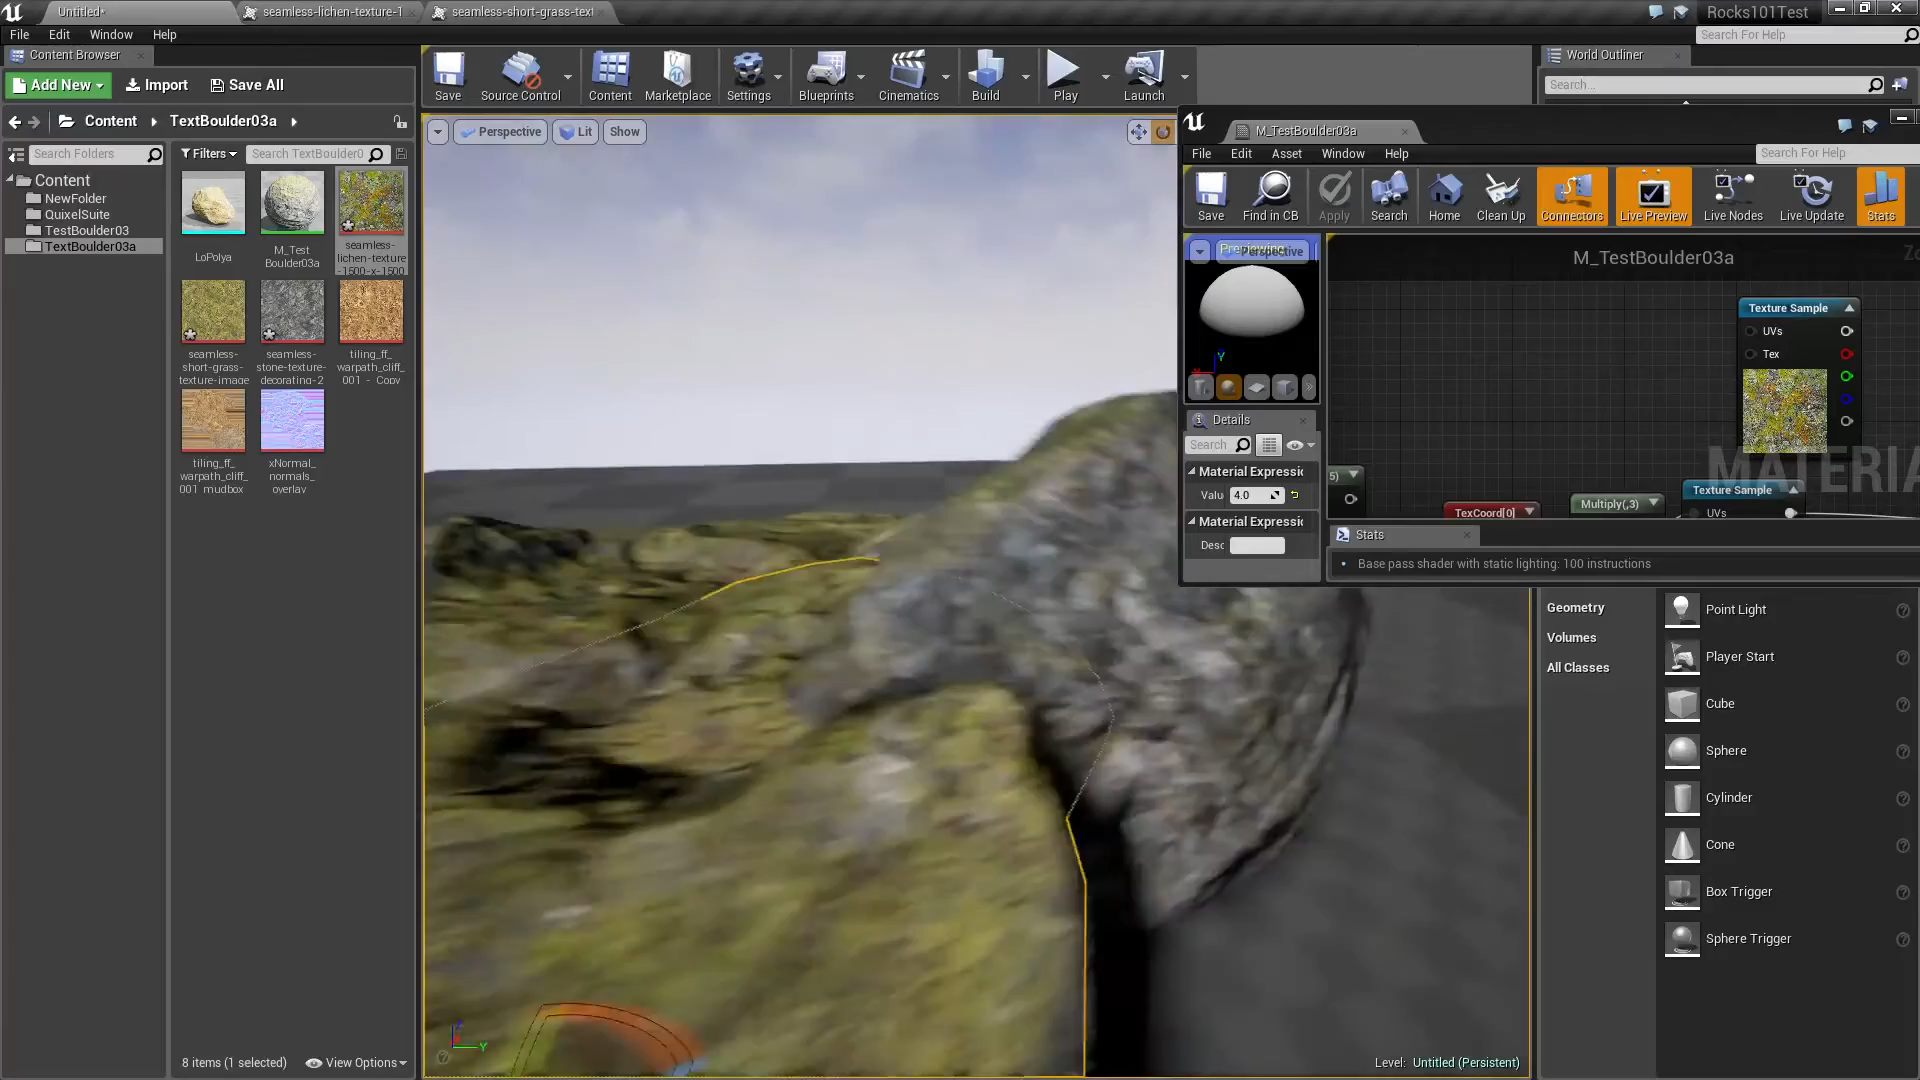 Untitled*
seamless-lichen-texture-1
seamless-short-grass-text
Rocks101Test
File Edit Window Help
Search For Help
Content Browser
World Outliner
Add New
Import
Save All
Save
Source Control
Content
Marketplace
Settings
Blueprints
Cinematics
Build
Play
Launch
Search...
Content
TextBoulder03a
Search Folders
Filters
Search TextBoulder0
Perspective
Lit
Show
Content
NewFolder
QuixelSuite
TestBoulder03
TextBoulder03a
LoPolya
M_Test
Boulder03a
seamless-
lichen-texture
-1500-x-1500
seamless-
short-grass-
texture-image
seamless-
stone-texture-
decorating-2
tiling_ff_
warpath_cliff_
001 - Copy
tiling_ff_
warpath_cliff_
001_mudbox
xNormal_
normals_
overlay
8 items (1 selected)
View Options
M_TestBoulder03a
File Edit Asset Window Help
Search For Help
Save
Find in CB
Apply
Search
Home
Clean Up
Connectors
Live Preview
Live Nodes
Live Update
Stats
Perspective
M_TestBoulder03a
Texture Sample
UVs
Tex
MATERIA
5)
TexCoord[0]
Multiply(,3)
Texture Sample
UVs
Y
Details
Search
Material Expressi
Valu 4.0
Material Expressi
Desc
Stats
Base pass shader with static lighting: 100 instructions
Geometry
Volumes
All Classes
Point Light
Player Start
Cube
Sphere
Cylinder
Cone
Box Trigger
Sphere Trigger
Y
Level: Untitled (Persistent)